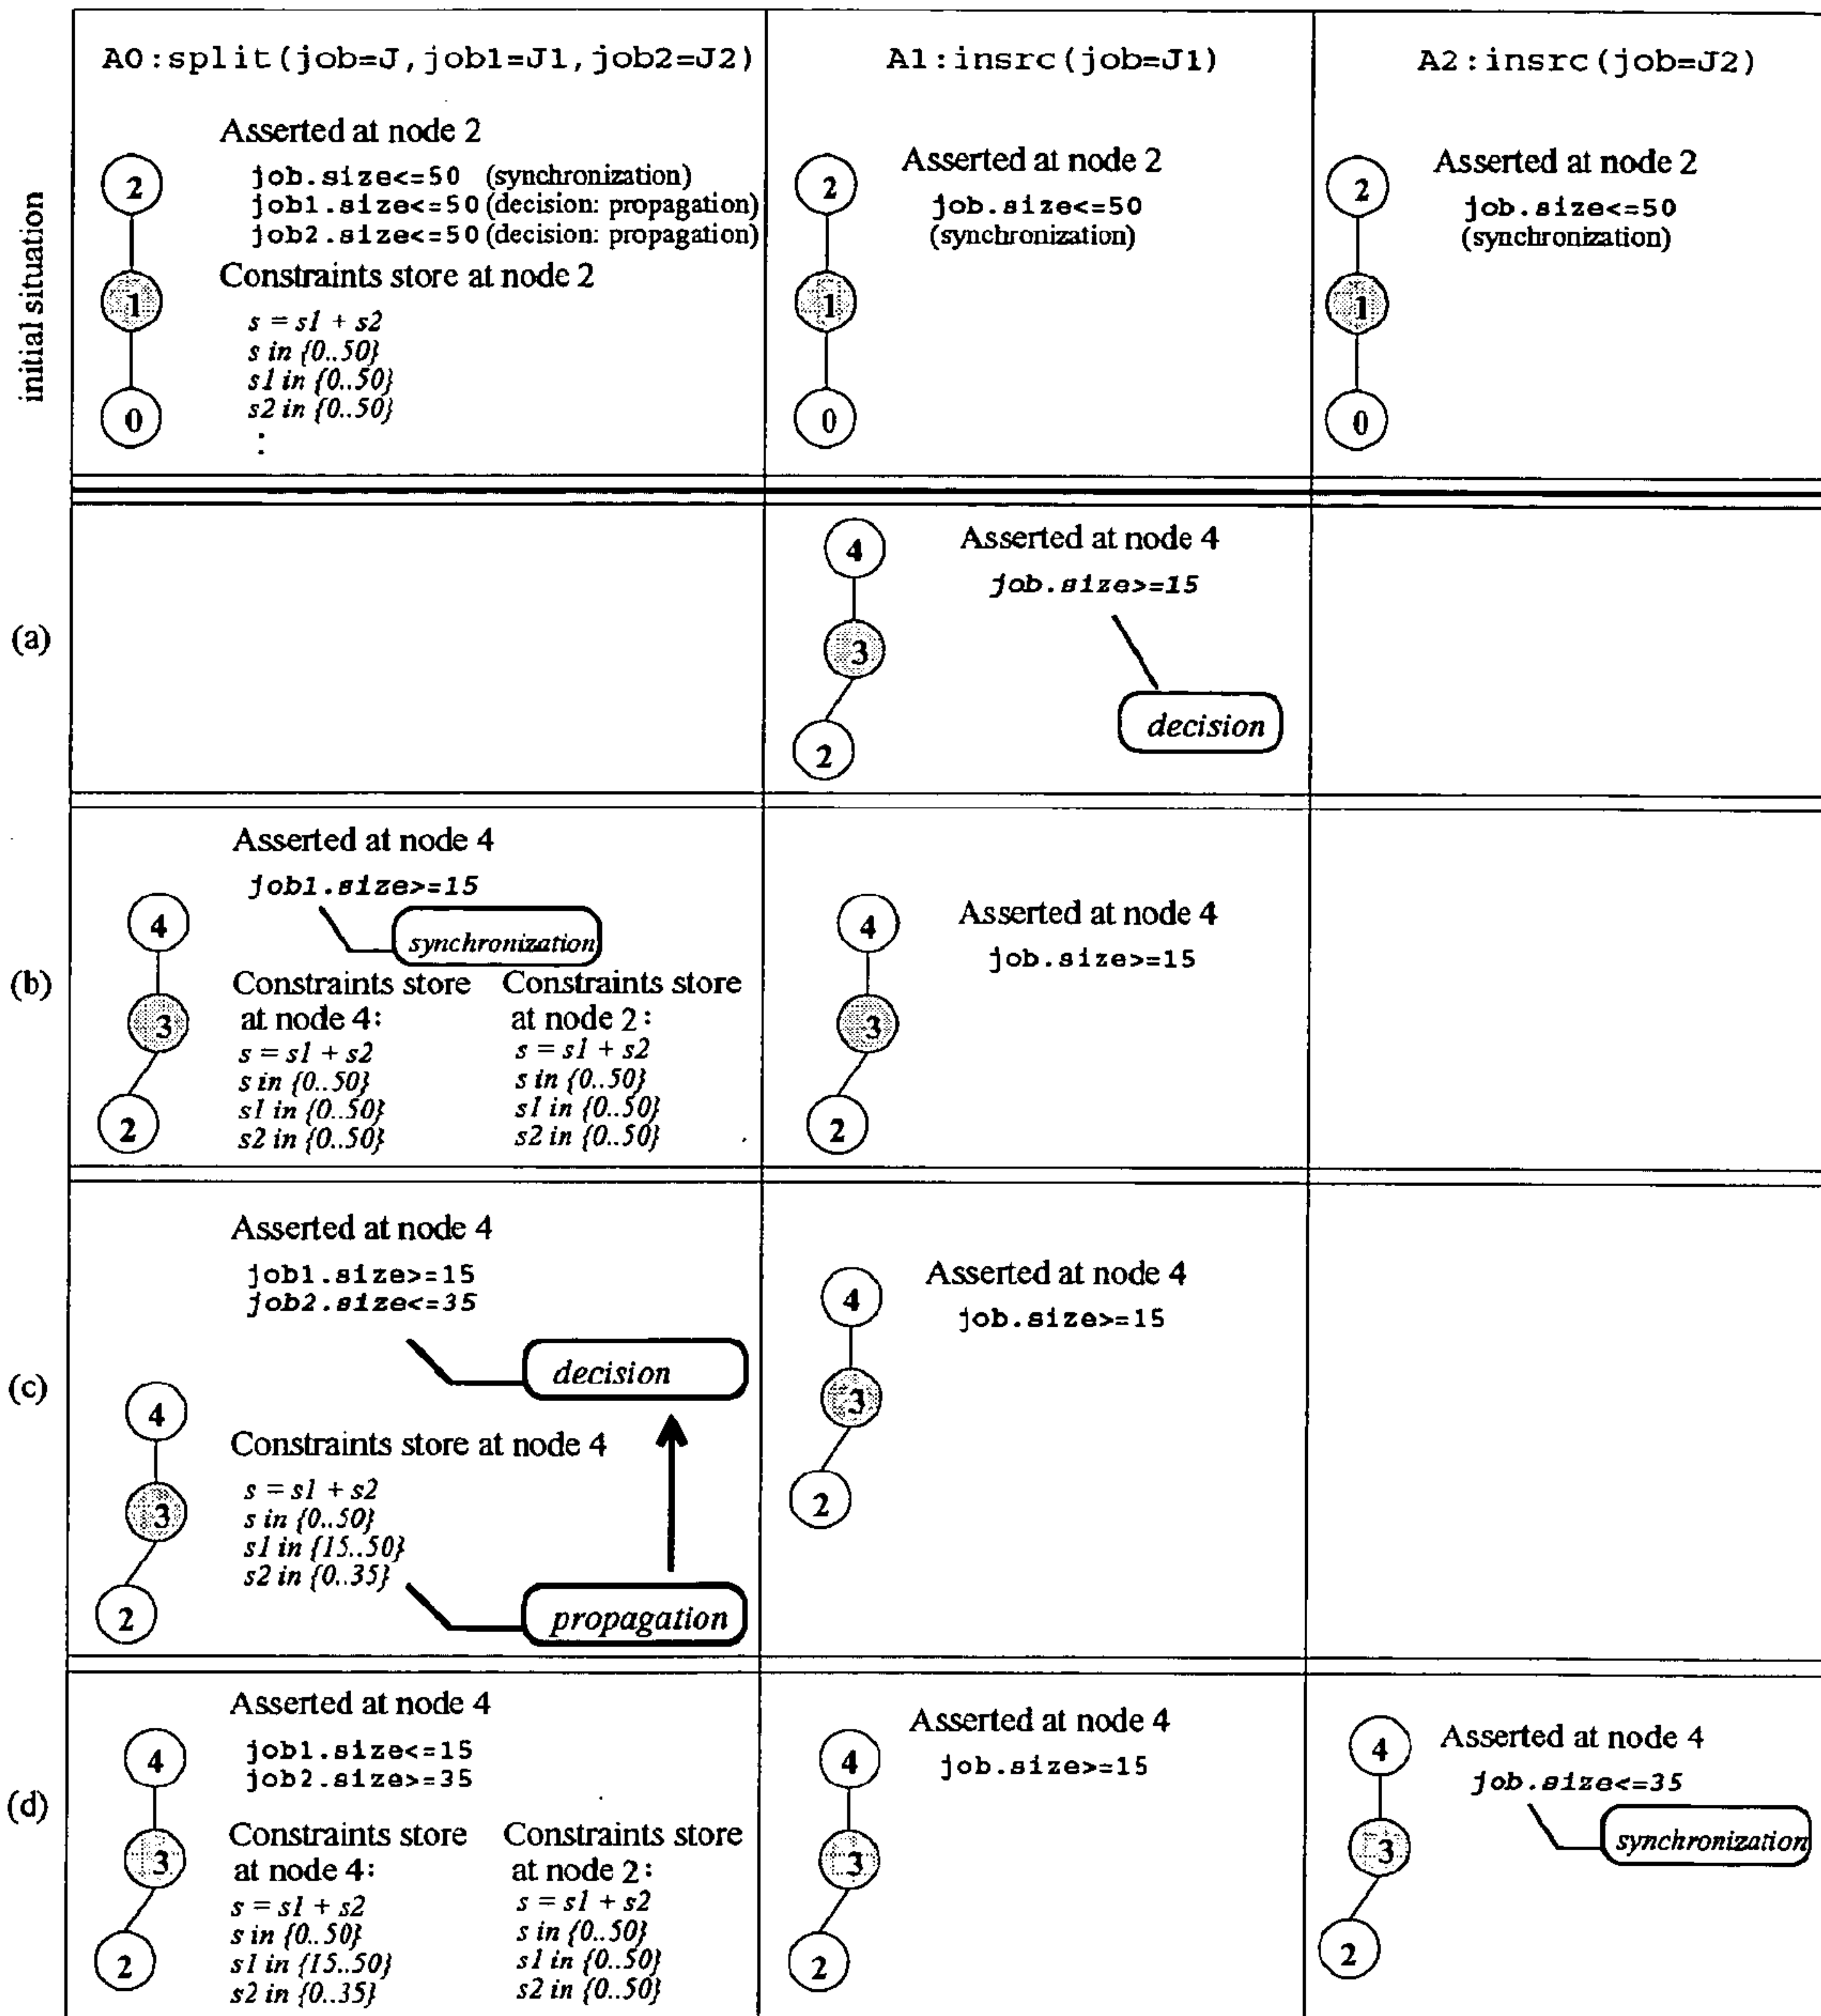 A0:split(job=J,job1=J1,job2=J2)
A1:insrc(job=J1)
A2:insrc(job=J2)
initial situation
2
1
0
Asserted at node 2
job.size<=50 (synchronization)
job1.size<=50 (decision: propagation)
job2.size<=50 (decision: propagation)
Constraints store at node 2
s = s1 + s2
s in {0..50}
s1 in {0..50}
s2 in {0..50}
:
2
1
0
Asserted at node 2
job.size<=50
(synchronization)
2
1
0
Asserted at node 2
job.size<=50
(synchronization)
(a)
4
3
2
Asserted at node 4
job.size>=15
decision
(b)
4
3
2
Asserted at node 4
job1.size>=15
synchronization
Constraints store
at node 4:
s = s1 + s2
s in {0..50}
s1 in {0..50}
s2 in {0..50}
Constraints store
at node 2:
s = s1 + s2
s in {0..50}
s1 in {0..50}
s2 in {0..50}
4
3
2
Asserted at node 4
job.size>=15
(c)
4
3
2
Asserted at node 4
job1.size>=15
job2.size<=35
decision
Constraints store at node 4
s = s1 + s2
s in {0..50}
s1 in {15..50}
s2 in {0..35}
propagation
4
3
2
Asserted at node 4
job.size>=15
(d)
4
3
2
Asserted at node 4
job1.size<=15
job2.size>=35
Constraints store
at node 4:
s = s1 + s2
s in {0..50}
s1 in {15..50}
s2 in {0..35}
Constraints store
at node 2:
s = s1 + s2
s in {0..50}
s1 in {0..50}
s2 in {0..50}
4
3
2
Asserted at node 4
job.size>=15
4
3
2
Asserted at node 4
job.size<=35
synchronization